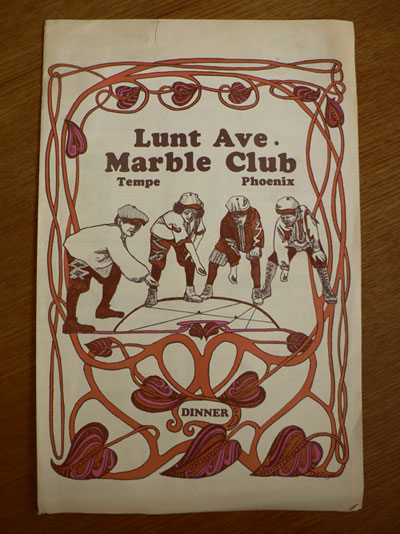 Lunt Ave.
Marble Club
Tempe Phoenix
DINNER